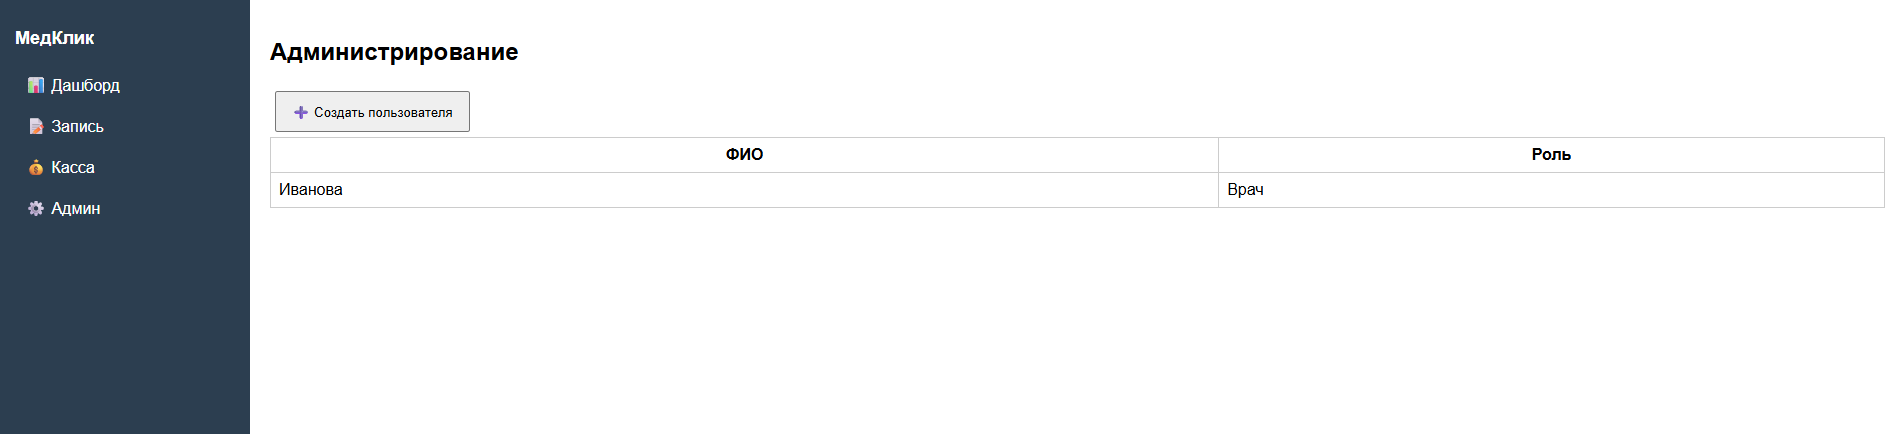 МедКлик
Дашборд
Запись
Касса
Админ
Администрирование
Создать пользователя
ФИО Роль
Иванова Врач